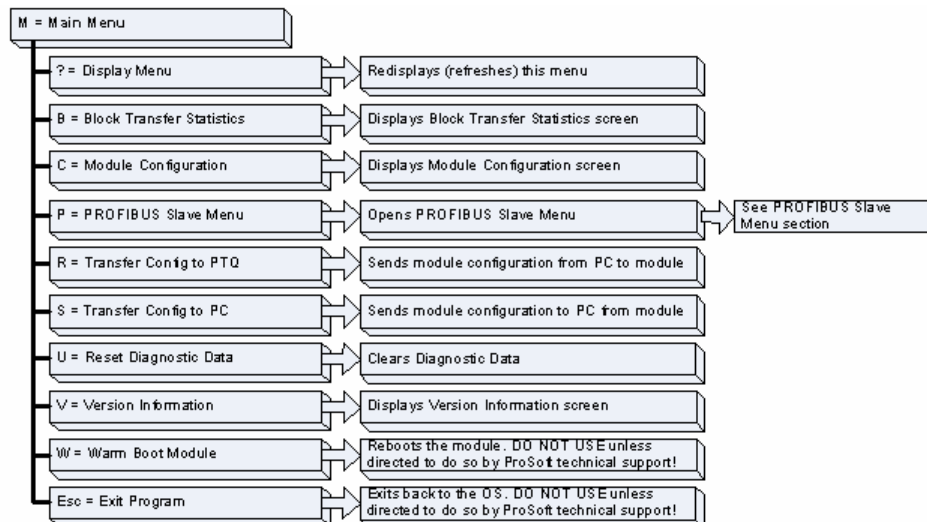 M = Main Menu
? = Display Menu
Redisplays (refreshes) this menu
B = Block Transfer Statistics
Displays Block Transfer Statistics screen
C = Module Configuration
Displays Module Configuration screen
P = PROFIBUS Slave Menu
Opens PROFIBUS Slave Menu
See PROFIBUS Slave
Menu section
R = Transfer Config to PTQ
Sends module configuration from PC to module
S = Transfer Config to PC
Sends module configuration to PC from module
U = Reset Diagnostic Data
Clears Diagnostic Data
V = Version Information
Displays Version Information screen
W = Warm Boot Module
Reboots the module. DO NOT USE unless
directed to do so by ProSoft technical support!
Esc = Exit Program
Exits back to the OS. DO NOT USE unless
directed to do so by ProSoft technical support!